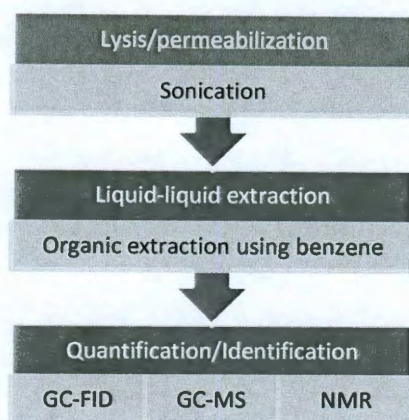 Lysis/permeabilization
Sonication
Liquid-liquid extraction
Organic extraction using benzene
Quantification/Identification
GC-FID GC-MS NMR